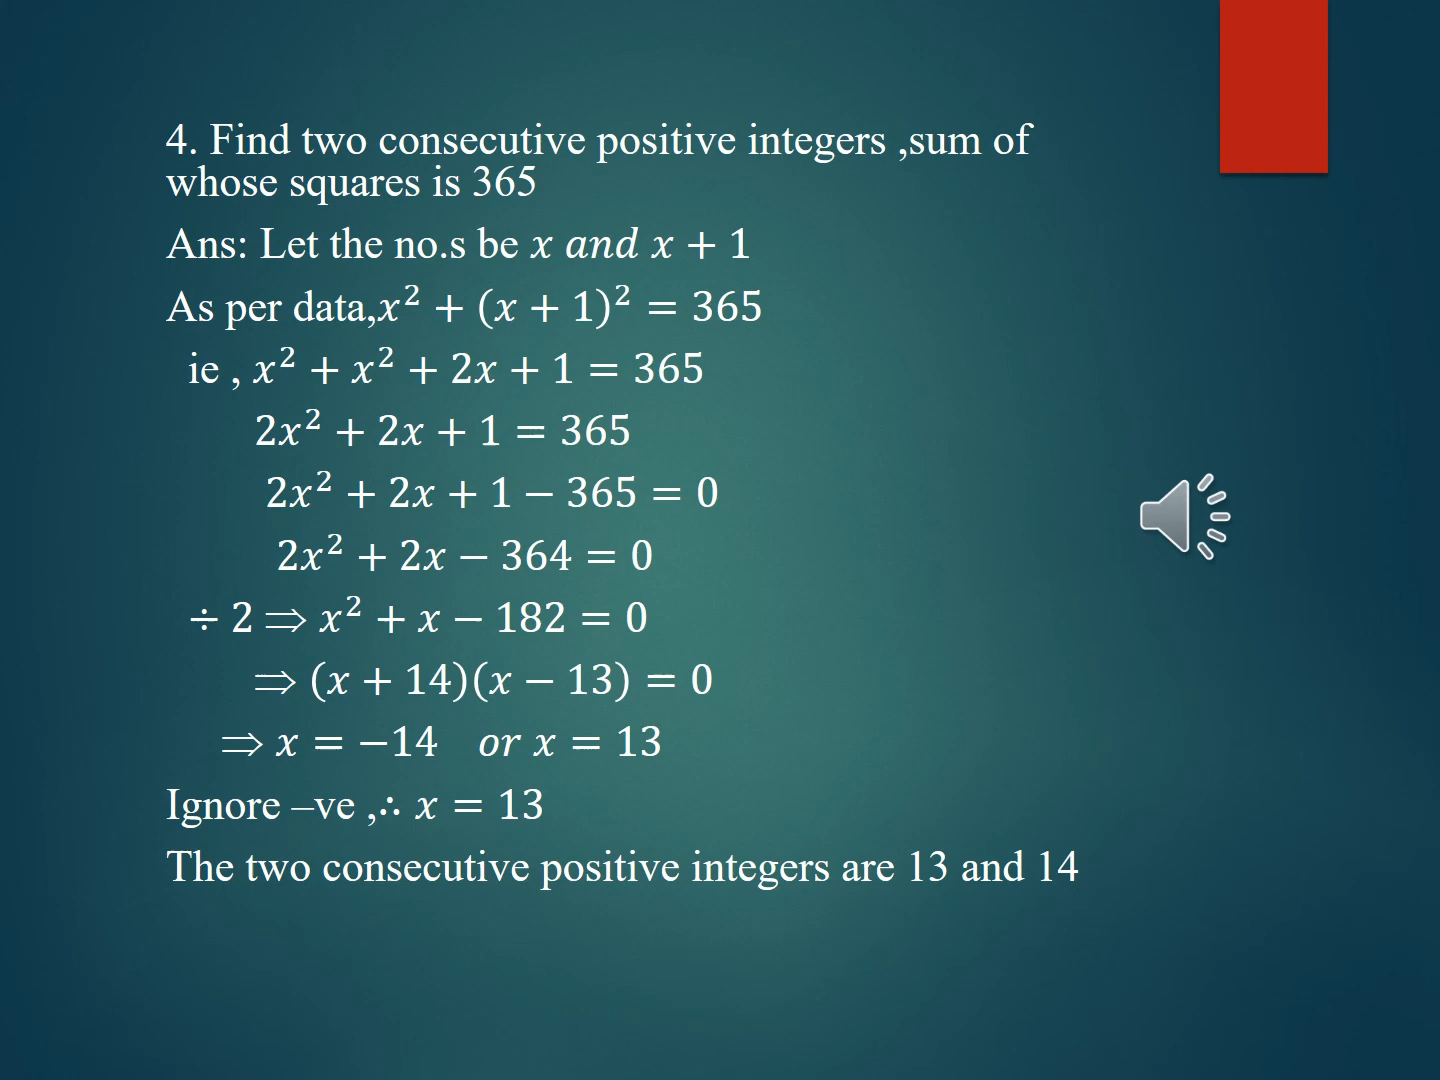 4. Find two consecutive positive integers ,sum of
whose squares is 365
Ans: Let the no.s be x and x + 1
As per data,x² + (x + 1)² = 365
ie , x² + x² + 2x + 1 = 365
2x² + 2x + 1 = 365
2x² + 2x + 1 − 365 = 0
2x² + 2x − 364 = 0
÷ 2 ⟹ x² + x − 182 = 0
⟹ (x + 14)(x − 13) = 0
⟹ x = −14 or x = 13
Ignore –ve ,∴ x = 13
The two consecutive positive integers are 13 and 14